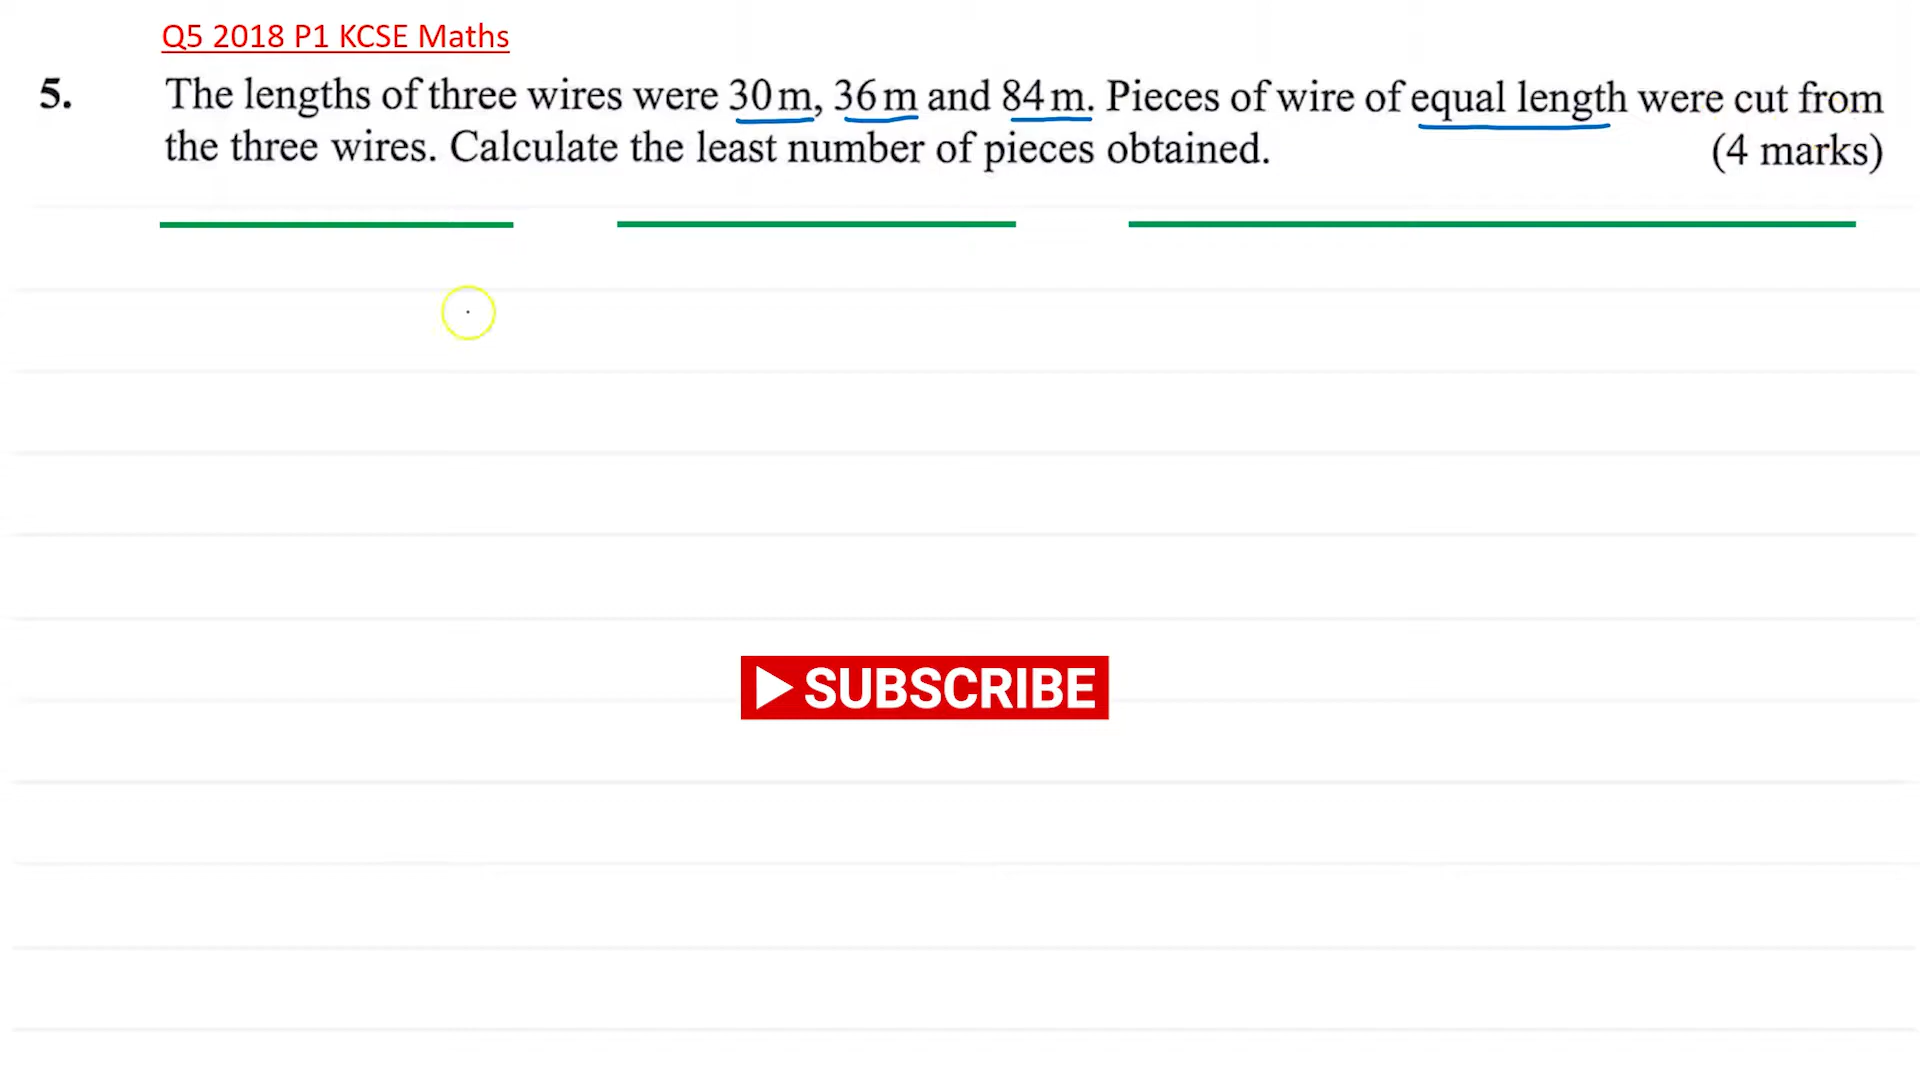 Q5 2018 P1 KCSE Maths
5. The lengths of three wires were 30 m, 36 m and 84 m. Pieces of wire of equal length were cut from
the three wires. Calculate the least number of pieces obtained. (4 marks)
SUBSCRIBE